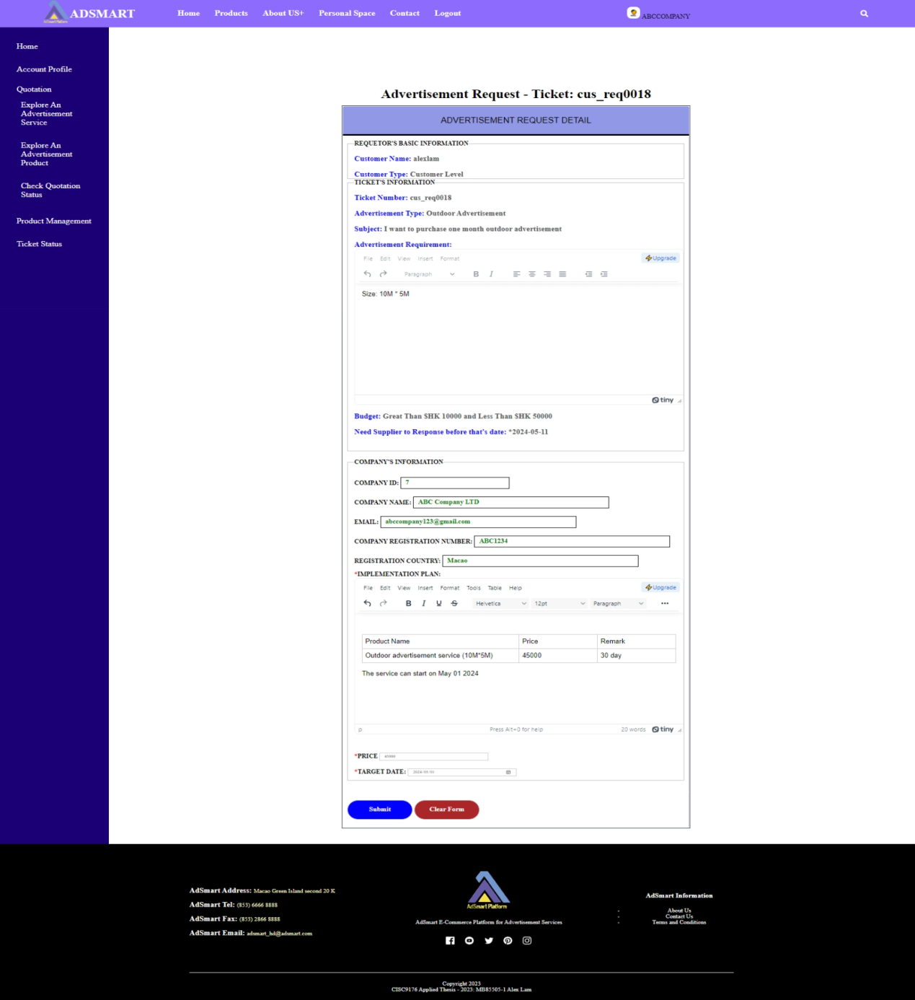 ADSMART
AdSmart Platform
Home Products About US+ Personal Space Contact Logout
ABCCOMPANY
Home
Account Profile
Quotation
Explore An
Advertisement
Service
Explore An
Advertisement
Product
Check Quotation
Status
Product Management
Ticket Status
Advertisement Request - Ticket: cus_req0018
ADVERTISEMENT REQUEST DETAIL
REQUETOR'S BASIC INFORMATION
Customer Name: alexlam
Customer Type: Customer Level
TICKET'S INFORMATION
Ticket Number: cus_req0018
Advertisement Type: Outdoor Advertisement
Subject: I want to purchase one month outdoor advertisement
Advertisement Requirement:
File Edit View Insert Format Upgrade
Paragraph B I
Size: 10M * 5M
tiny
Budget: Great Than $HK 10000 and Less Than $HK 50000
Need Supplier to Response before that's date: *2024-05-11
COMPANY'S INFORMATION
COMPANY ID: 7
COMPANY NAME: ABC Company LTD
EMAIL: abccompany123@gmail.com
COMPANY REGISTRATION NUMBER: ABC1234
REGISTRATION COUNTRY: Macao
*IMPLEMENTATION PLAN:
File Edit View Insert Format Tools Table Help Upgrade
B I U S Helvetica 12pt Paragraph ...
Product Name Price Remark
Outdoor advertisement service (10M*5M) 45000 30 day
The service can start on May 01 2024
p Press Alt+0 for help 20 words tiny
*PRICE 45000
*TARGET DATE:
Submit Clear Form
AdSmart Address: Macao Green Island second 20 K
AdSmart Tel: (853) 6666 8888
AdSmart Fax: (853) 2866 8888
AdSmart Email: adsmart_hd@adsmart.com
AdSmart Platform
AdSmart E-Commerce Platform for Advertisement Services
AdSmart Information
About Us
Contact Us
Terms and Conditions
Copyright 2023
CISC9176 Applied Thesis - 2023: MB85505-1 Alex Lam